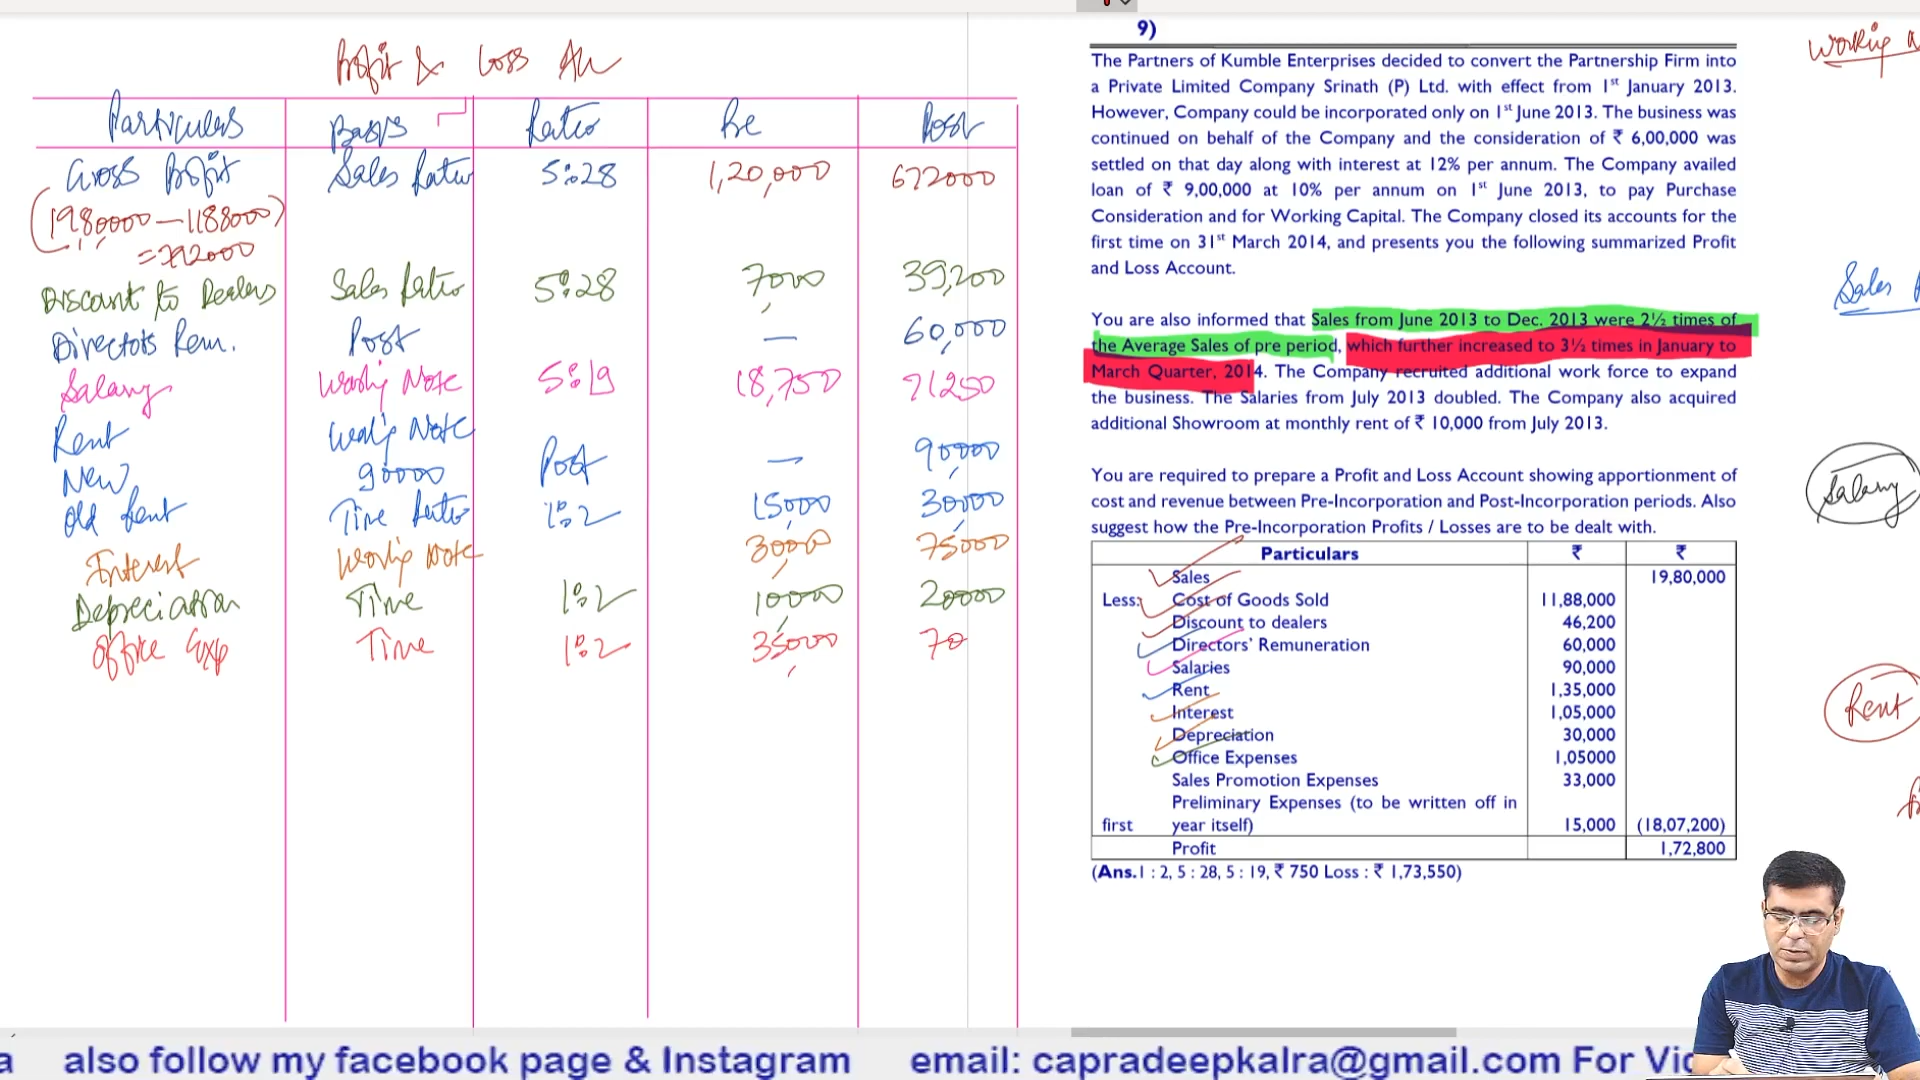 Profit & Loss A/c
Particulars Basis Ratio Pre Post
Gross Profit Sales Ratio 5:28 1,20,000 672000
(1980000 - 1188000)
= 792000
Discount to Dealers Sales Ratio 5:28 7000 39,200
Directors Rem. Post — 60,000
Salary Working Note 5:19 18,750 71250
Rent Working Note
New 90000 Post — 90000
Old Rent Time Ratio 1:2 15000 30000
Interest Working Note 30000 75000
Depreciation Time 1:2 10000 20000
Office Exp Time 1:2 35000 70
9)
The Partners of Kumble Enterprises decided to convert the Partnership Firm into
a Private Limited Company Srinath (P) Ltd. with effect from 1st January 2013.
However, Company could be incorporated only on 1st June 2013. The business was
continued on behalf of the Company and the consideration of ₹ 6,00,000 was
settled on that day along with interest at 12% per annum. The Company availed
loan of ₹ 9,00,000 at 10% per annum on 1st June 2013, to pay Purchase
Consideration and for Working Capital. The Company closed its accounts for the
first time on 31st March 2014, and presents you the following summarized Profit
and Loss Account.
You are also informed that Sales from June 2013 to Dec. 2013 were 2½ times of
the Average Sales of pre period, which further increased to 3½ times in January to
March Quarter, 2014. The Company recruited additional work force to expand
the business. The Salaries from July 2013 doubled. The Company also acquired
additional Showroom at monthly rent of ₹ 10,000 from July 2013.
You are required to prepare a Profit and Loss Account showing apportionment of
cost and revenue between Pre-Incorporation and Post-Incorporation periods. Also
suggest how the Pre-Incorporation Profits / Losses are to be dealt with.
Particulars ₹ ₹
Sales 19,80,000
Less: Cost of Goods Sold 11,88,000
Discount to dealers 46,200
Directors' Remuneration 60,000
Salaries 90,000
Rent 1,35,000
Interest 1,05,000
Depreciation 30,000
Office Expenses 1,05000
Sales Promotion Expenses 33,000
Preliminary Expenses (to be written off in
first year itself) 15,000 (18,07,200)
Profit 1,72,800
(Ans.1 : 2, 5 : 28, 5 : 19, ₹ 750 Loss : ₹ 1,73,550)
Working
Sales
Salary
Rent
a also follow my facebook page & Instagram email: capradeepkalra@gmail.com For Vi